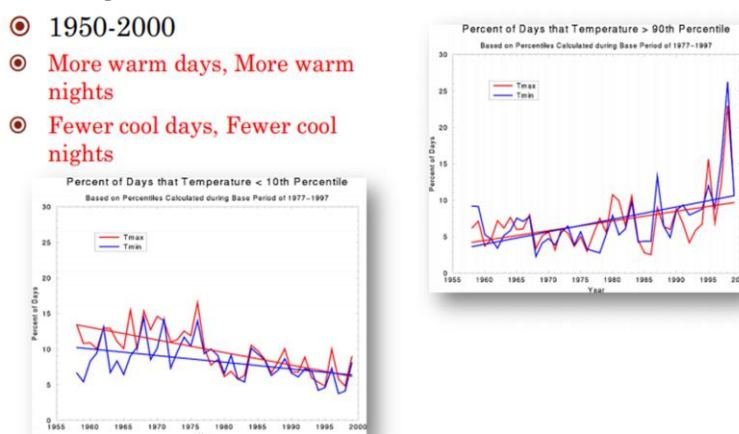 1950-2000
More warm days, More warm
nights
Fewer cool days, Fewer cool
nights
Percent of Days that Temperature < 10th Percentile
Based on Percentiles Calculated during Base Period of 1977-1997
Tmax
Tmin
Percent of Days
30
25
20
15
10
5
0
1955 1960 1965 1970 1975 1980 1985 1990 1995 2000
Percent of Days that Temperature > 90th Percentile
Based on Percentiles Calculated during Base Period of 1977-1997
Tmax
Tmin
Percent of Days
30
25
20
15
10
5
0
1955 1960 1965 1970 1975 1980 1985 1990 1995
Year